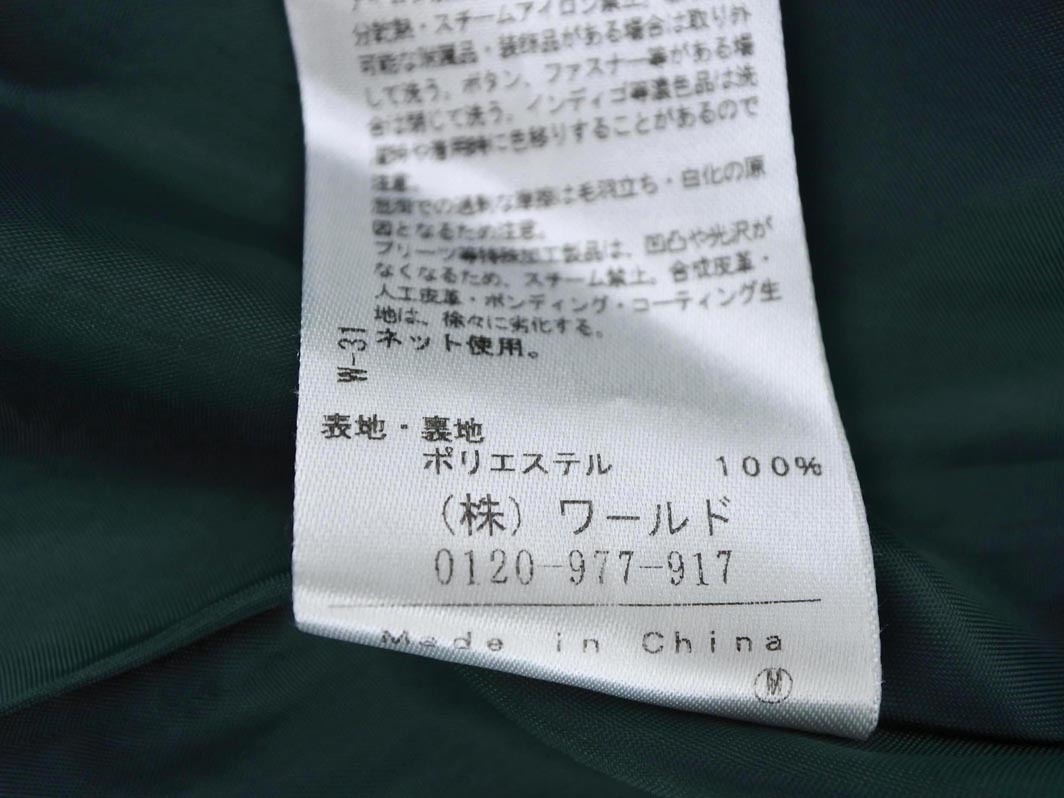 分乾熱・スチームアイロン禁止。
可能な附属品・装飾品がある場合は取り外
して洗う。ボタン、ファスナー等がある場
合は閉じて洗う。インディゴ等濃色品は洗
濯時や着用時に色移りすることがあるので
注意。
着用での過剰な摩擦は毛羽立ち・白化の原
因となるため注意。
プリーツ等特殊加工製品は、凹凸や光沢が
なくなるため、スチーム禁止。合成皮革・
人工皮革・ボンディング・コーティング生
地は、徐々に劣化する。
ネット使用。
W-31
表地・裏地
ポリエステル 100%
(株)ワールド
0120-977-917
Made in China
M